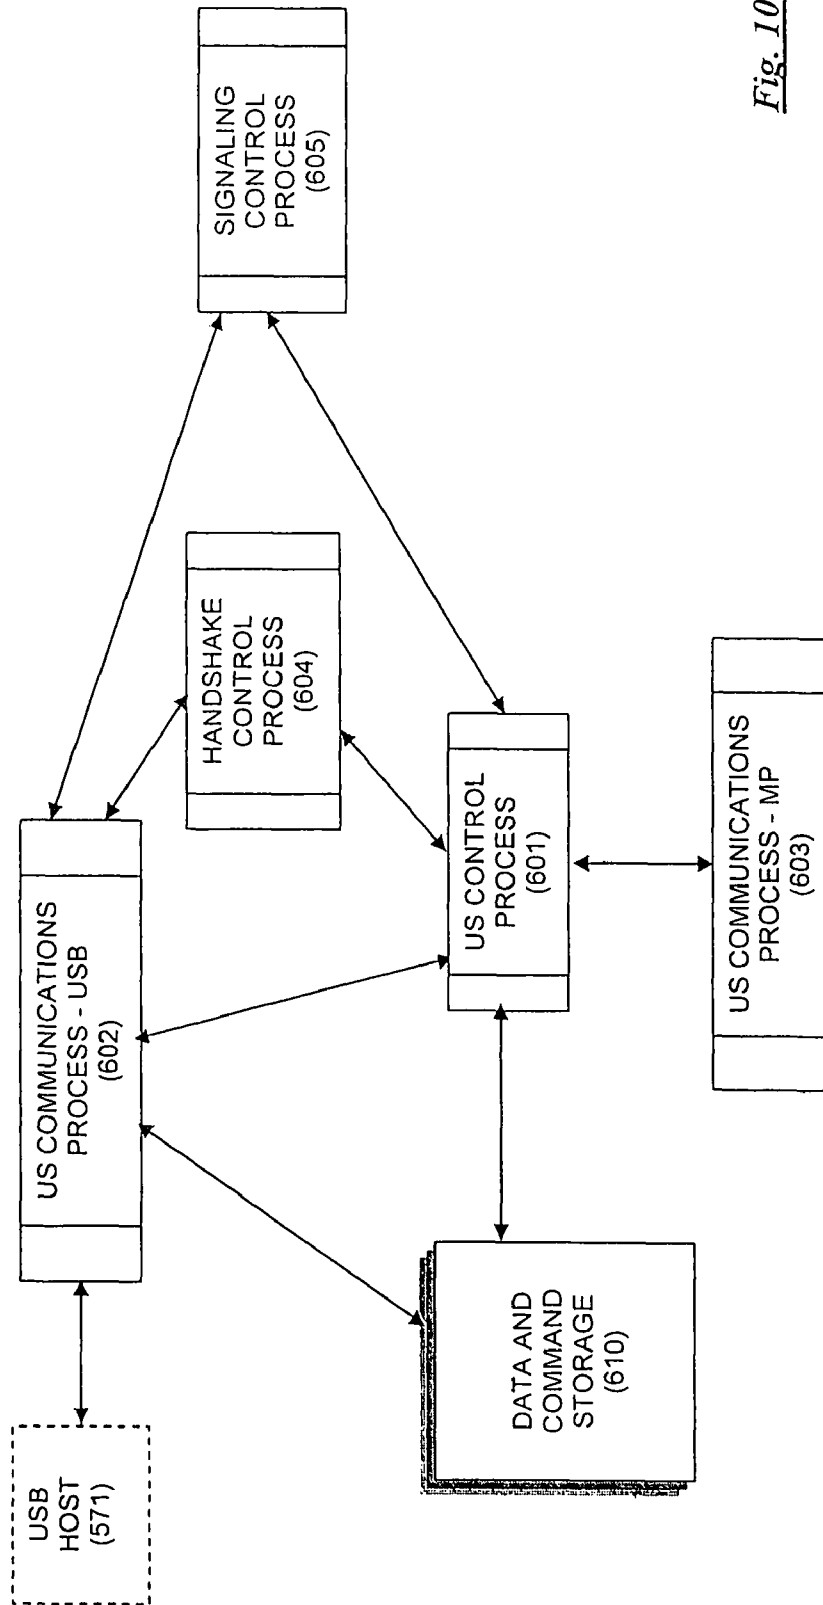 USB
HOST
(571)
US COMMUNICATIONS
PROCESS - USB
(602)
HANDSHAKE
CONTROL
PROCESS
(604)
SIGNALING
CONTROL
PROCESS
(605)
DATA AND
COMMAND
STORAGE
(610)
US CONTROL
PROCESS
(601)
US COMMUNICATIONS
PROCESS - MP
(603)
Fig. 10